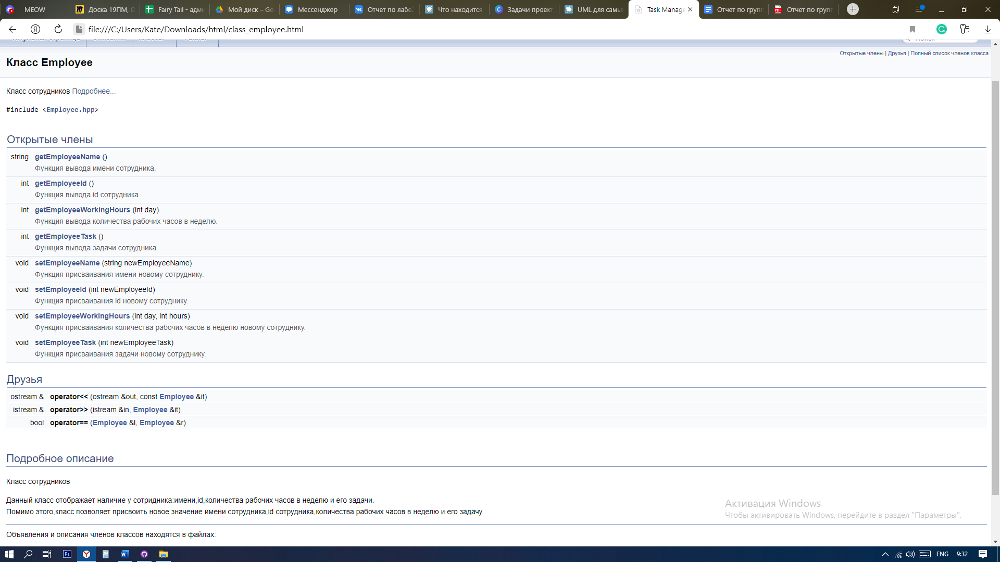 MEOW
Доска 19ПМ, С
Fairy Tail - адми
Мой диск – Go
Мессенджер
Отчет по лабе
Что находится
Задачи проект
UML для самы
Task Manage
Отчет по групп
Отчет по групп
file:///C:/Users/Kate/Downloads/html/class_employee.html
Открытые члены | Друзья | Полный список членов класса
Класс Employee
Класс сотрудников Подробнее...
#include <Employee.hpp>
Открытые члены
string getEmployeeName ()
Функция вывода имени сотрудника.
int getEmployeeId ()
Функция вывода id сотрудника.
int getEmployeeWorkingHours (int day)
Функция вывода количества рабочих часов в неделю.
int getEmployeeTask ()
Функция вывода задачи сотрудника.
void setEmployeeName (string newEmployeeName)
Функция присваивания имени новому сотруднику.
void setEmployeeId (int newEmployeeId)
Функция присваивания id новому сотруднику.
void setEmployeeWorkingHours (int day, int hours)
Функция присваивания количества рабочих часов в неделю новому сотруднику.
void setEmployeeTask (int newEmployeeTask)
Функция присваивания задачи новому сотруднику.
Друзья
ostream & operator<< (ostream &out, const Employee &it)
istream & operator>> (istream &in, Employee &it)
bool operator== (Employee &l, Employee &r)
Подробное описание
Класс сотрудников
Данный класс отображает наличие у сотридника:имени,id,количества рабочих часов в неделю и его задачи.
Помимо этого,класс позволяет присвоить новое значение имени сотрудника,id сотрудника,количества рабочих часов в неделю и его задачу.
Активация Windows
Чтобы активировать Windows, перейдите в раздел "Параметры".
Объявления и описания членов классов находятся в файлах:
ENG
9:32